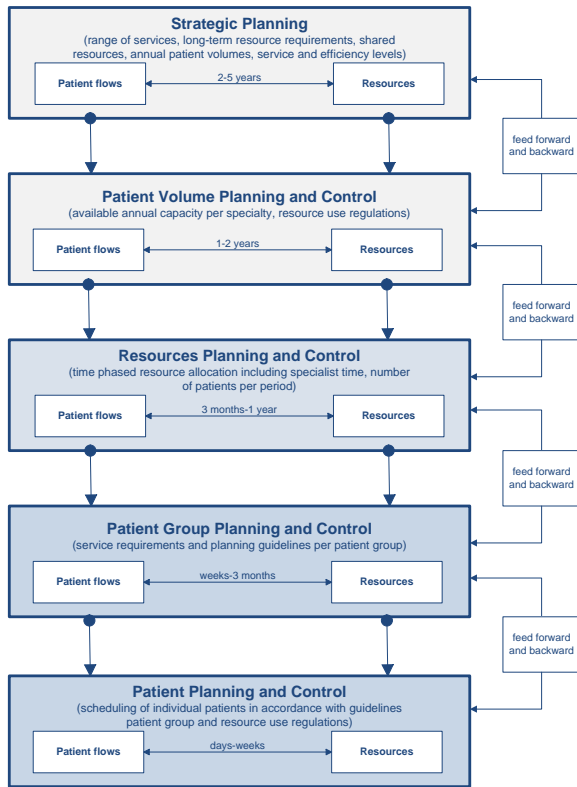 Strategic Planning
(range of services, long-term resource requirements, shared
resources, annual patient volumes, service and efficiency levels)
Patient flows
2-5 years
Resources
feed forward
and backward
Patient Volume Planning and Control
(available annual capacity per specialty, resource use regulations)
Patient flows
1-2 years
Resources
feed forward
and backward
Resources Planning and Control
(time phased resource allocation including specialist time, number
of patients per period)
Patient flows
3 months-1 year
Resources
feed forward
and backward
Patient Group Planning and Control
(service requirements and planning guidelines per patient group)
Patient flows
weeks-3 months
Resources
feed forward
and backward
Patient Planning and Control
(scheduling of individual patients in accordance with guidelines
patient group and resource use regulations)
Patient flows
days-weeks
Resources